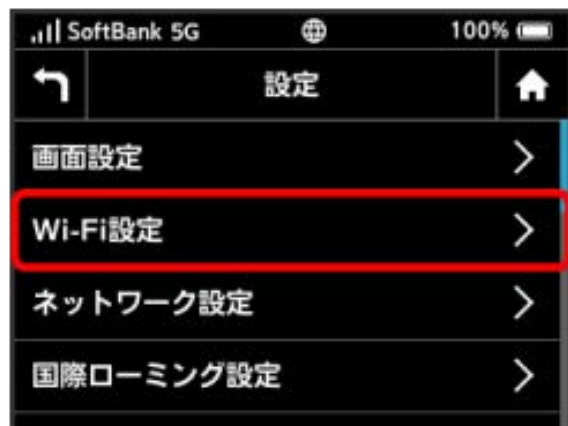 SoftBank 5G 100%
設定
画面設定
Wi-Fi設定
ネットワーク設定
国際ローミング設定